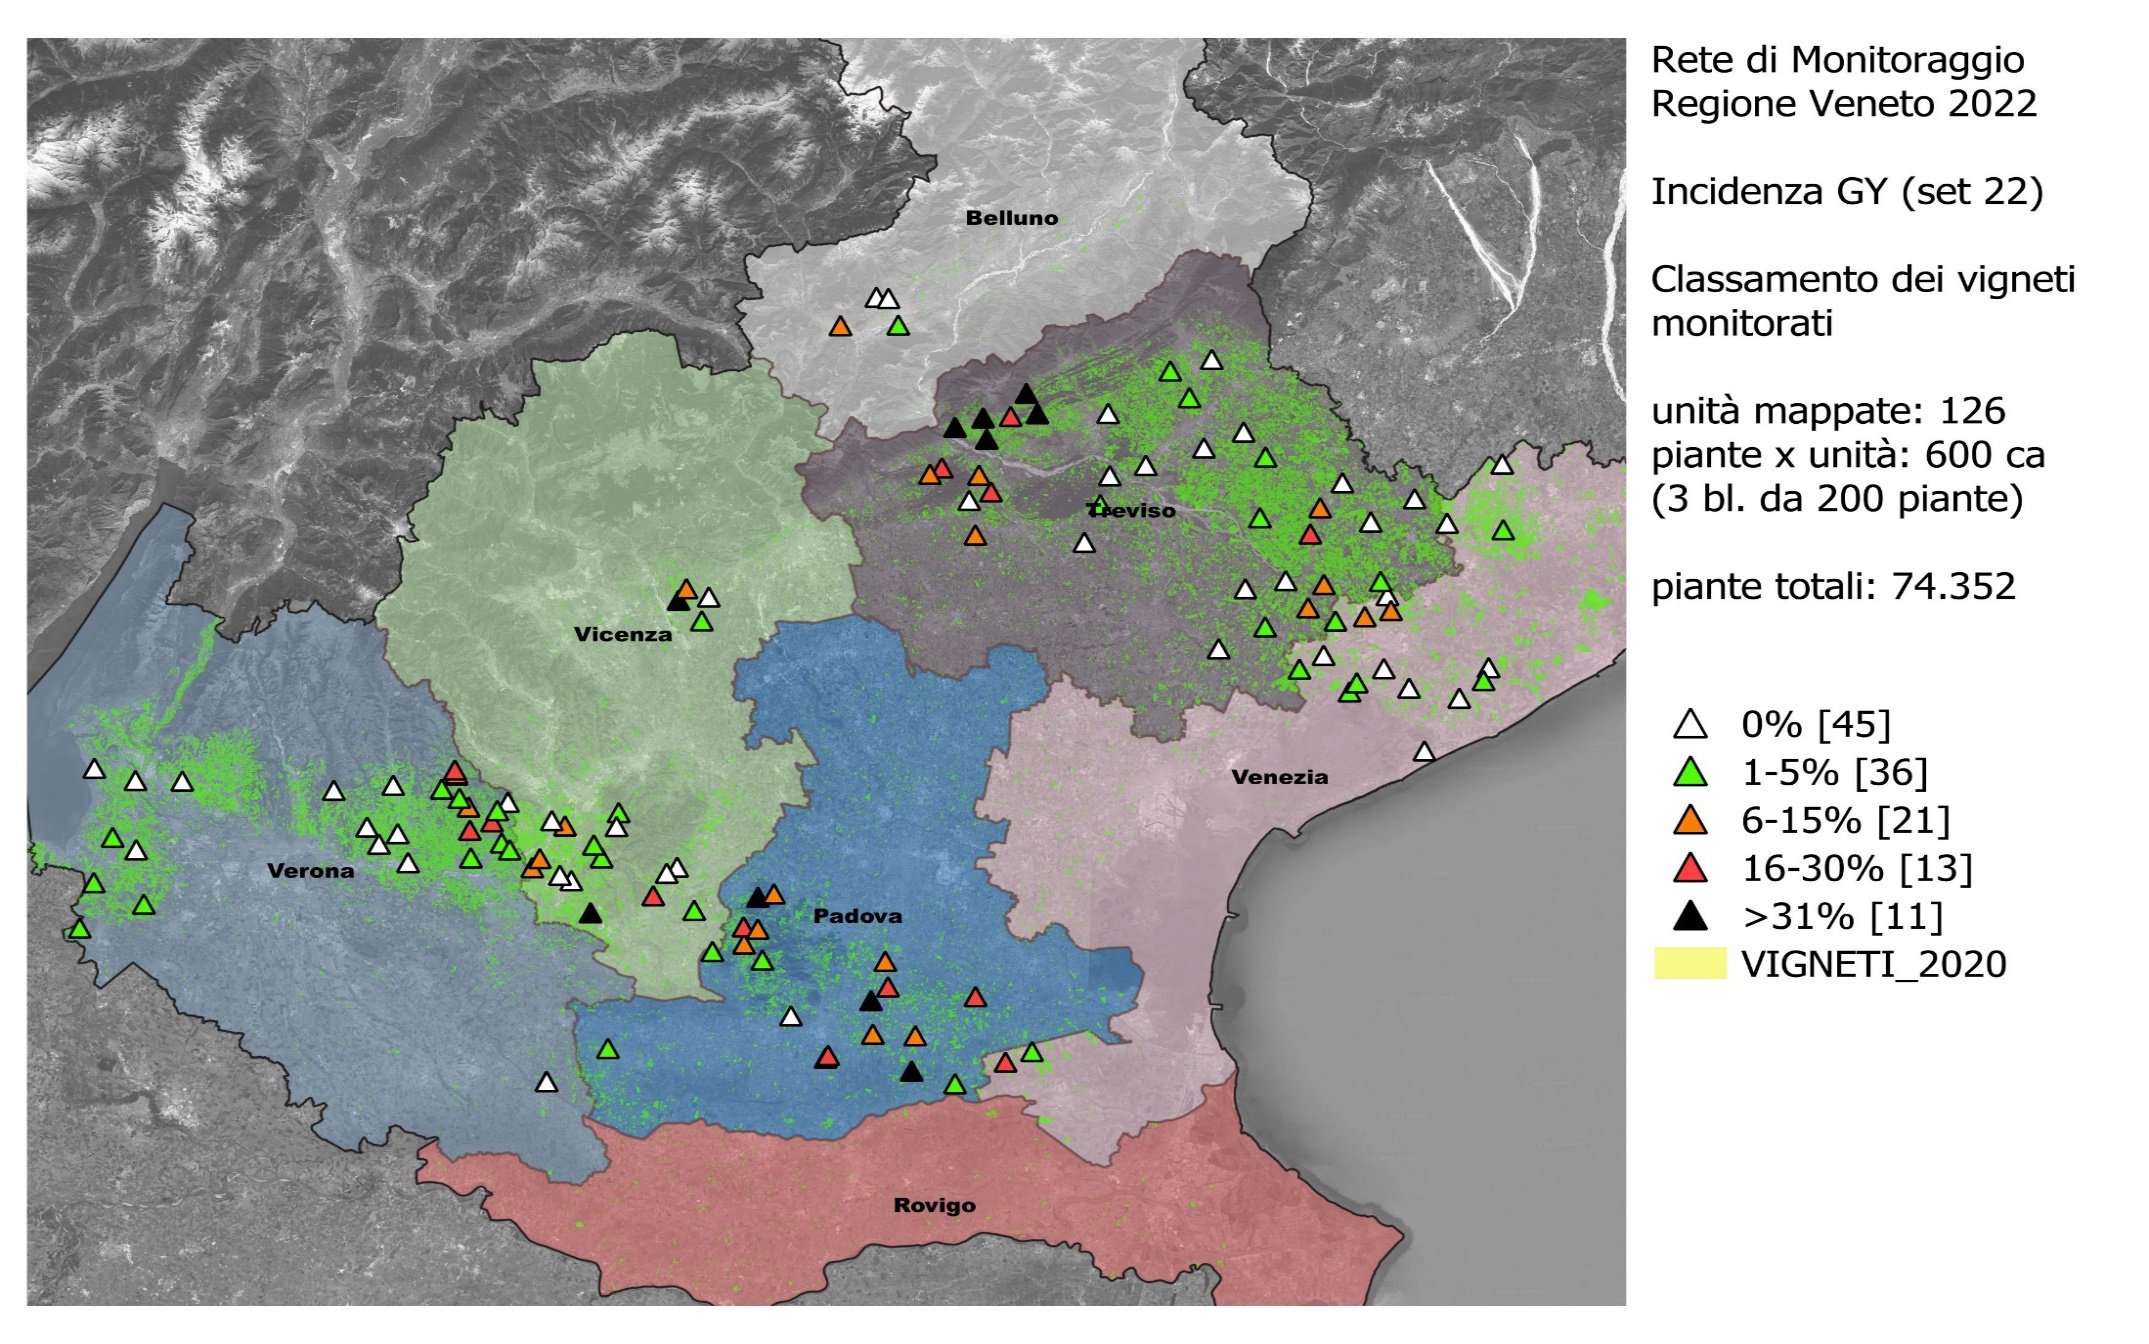 Rete di Monitoraggio
Regione Veneto 2022
Incidenza GY (set 22)
Classamento dei vigneti
monitorati
unità mappate: 126
piante x unità: 600 ca
(3 bl. da 200 piante)
piante totali: 74.352
0% [45]
1-5% [36]
6-15% [21]
16-30% [13]
>31% [11]
VIGNETI_2020
Belluno
Treviso
Vicenza
Venezia
Verona
Padova
Rovigo